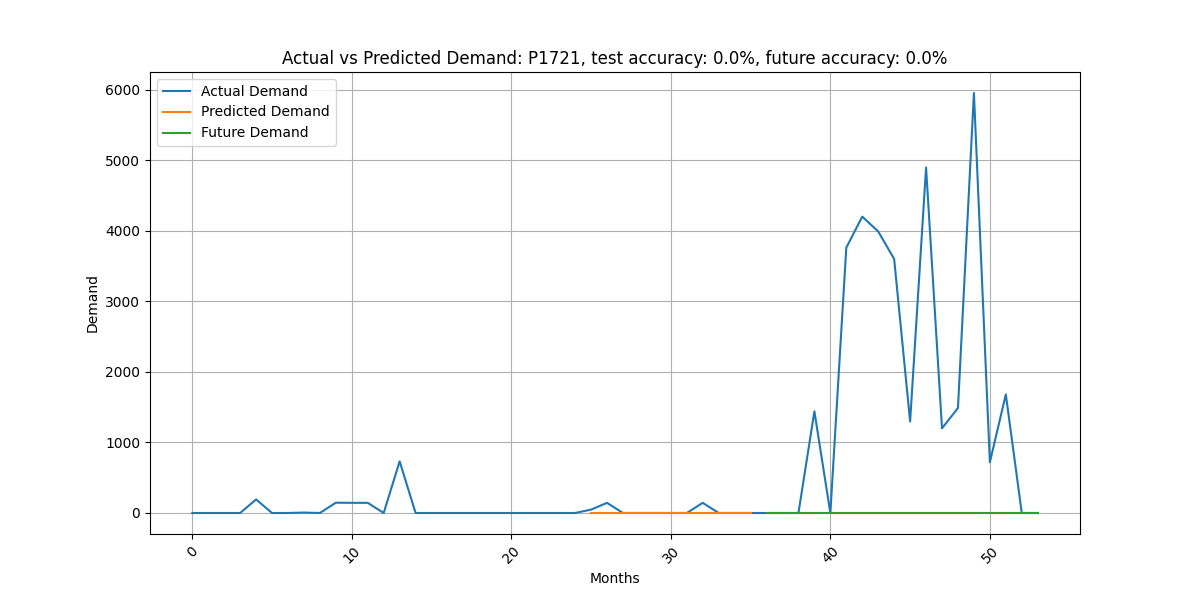 Actual vs Predicted Demand: P1721, test accuracy: 0.0%, future accuracy: 0.0%
Actual Demand
Predicted Demand
Future Demand
6000
5000
4000
3000
2000
1000
0
Demand
0
10
20
30
40
50
Months